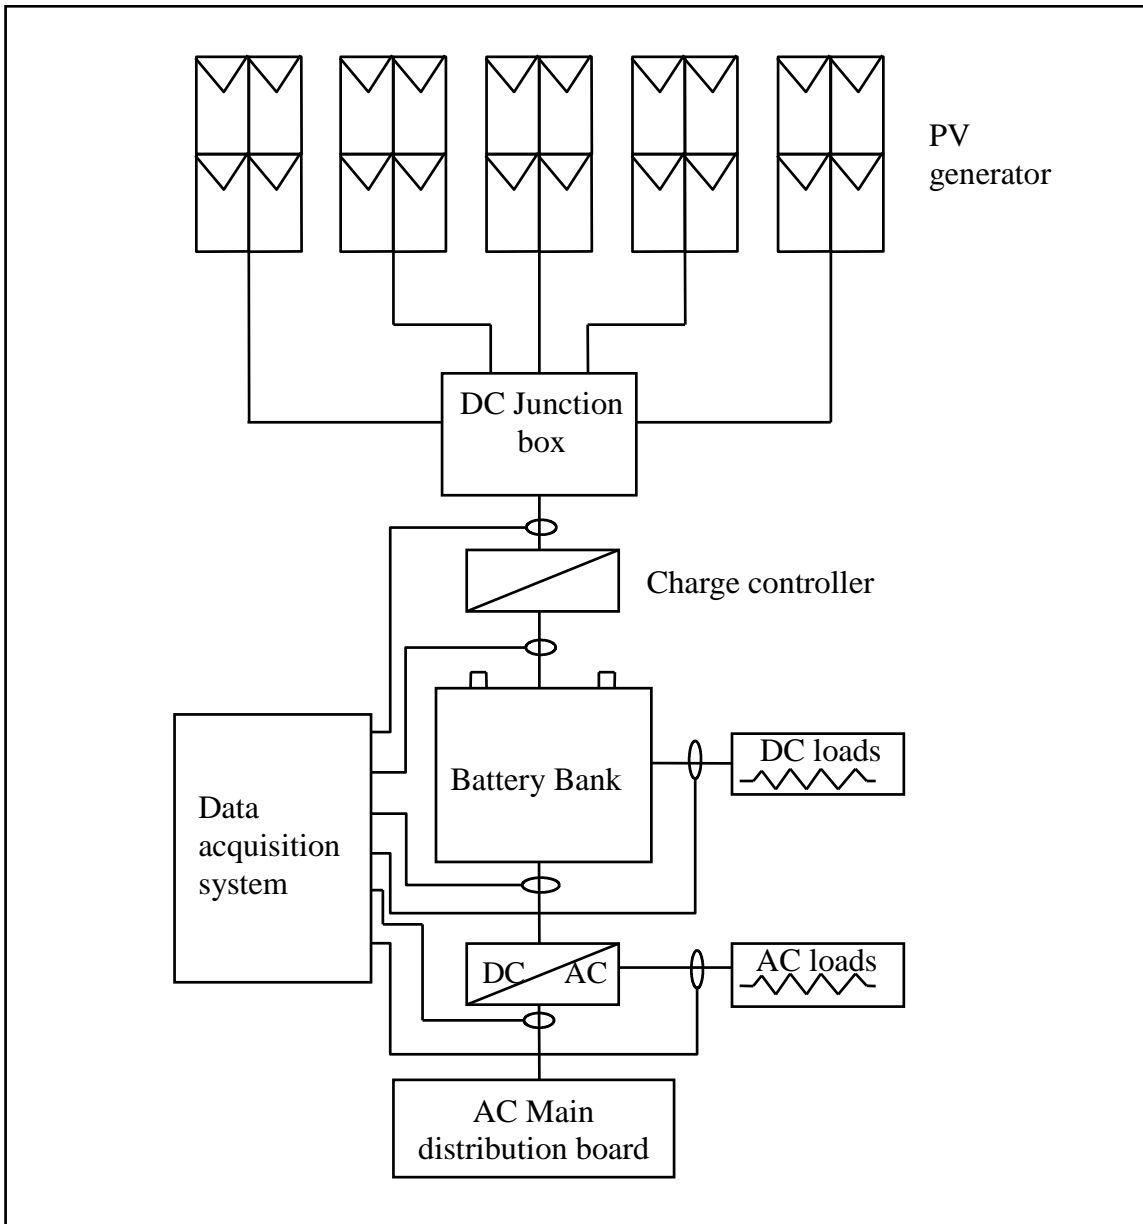 PV
generator
DC Junction
box
Charge controller
Battery Bank
DC loads
Data
acquisition
system
DC
AC
AC loads
AC Main
distribution board